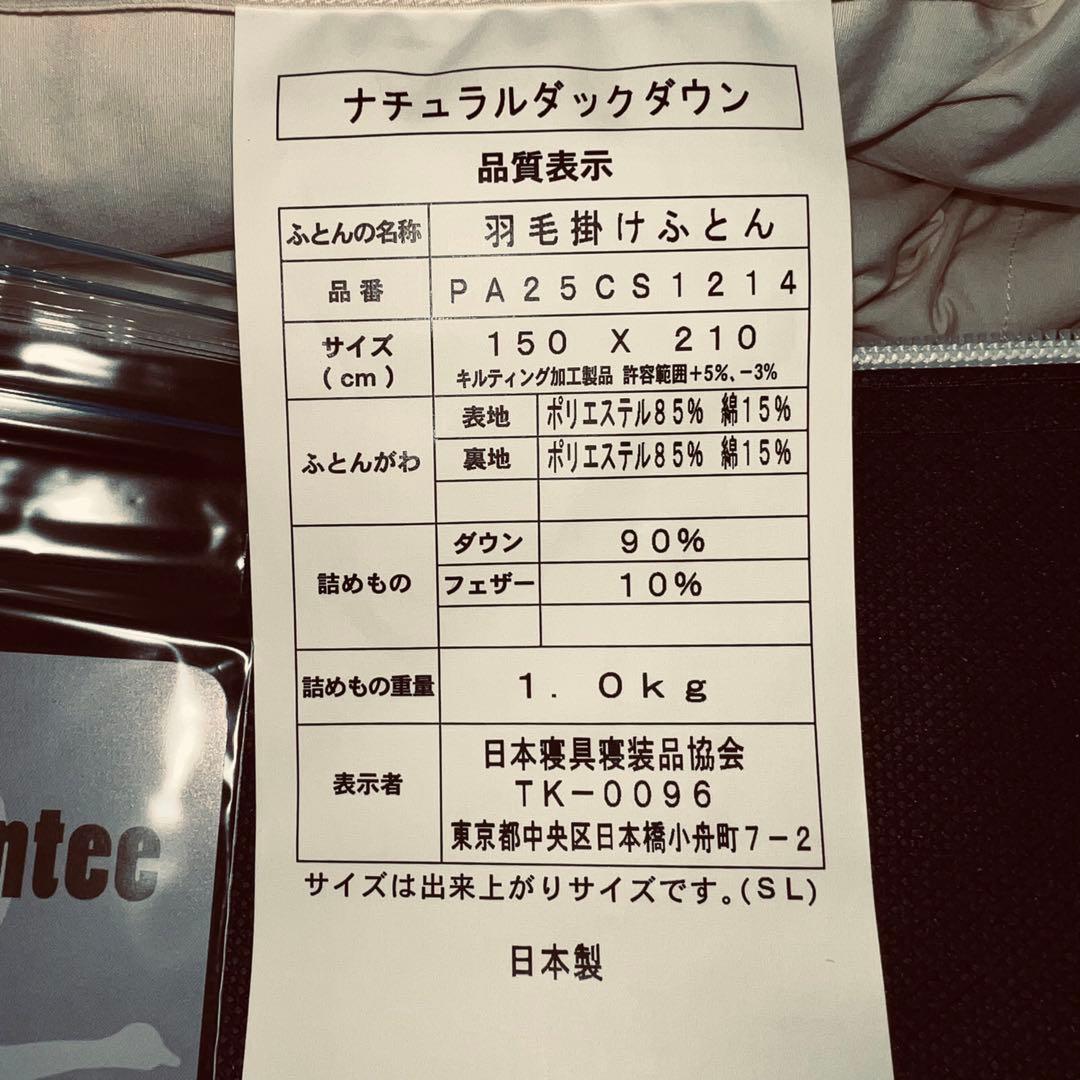 ナチュラルダックダウン
品質表示
ふとんの名称 羽毛掛けふとん
品番 PA25CS1214
サイズ(cm) 150 X 210
キルティング加工製品 許容範囲+5%、-3%
ふとんがわ 表地 ポリエステル85% 綿15%
裏地 ポリエステル85% 綿15%
詰めもの ダウン 90%
フェザー 10%
詰めもの重量 1.0kg
表示者 日本寝具寝装品協会
TK-0096
東京都中央区日本橋小舟町7-2
サイズは出来上がりサイズです。(SL)
日本製
ntee